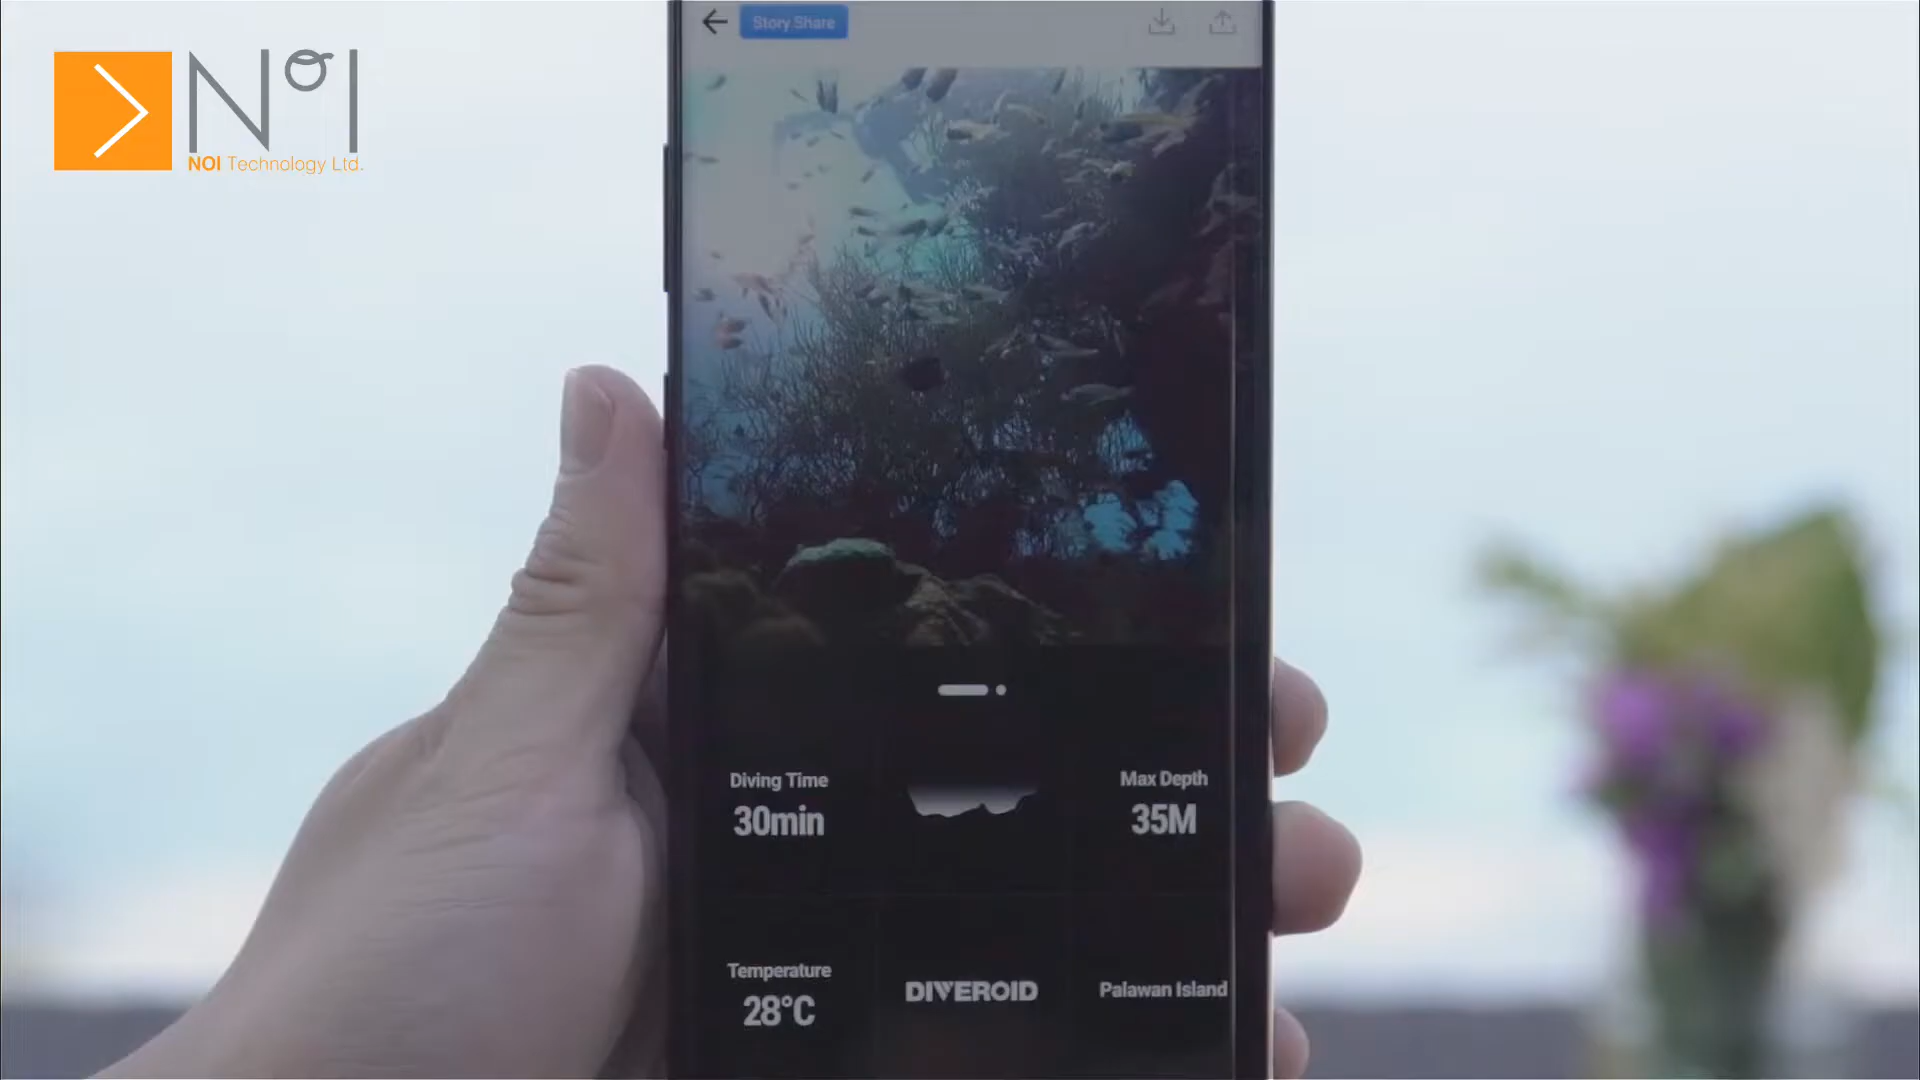 Story Share
N°I
NOI Technology Ltd.
Diving Time
30min
Max Depth
35M
Temperature
28°C
DIVEROID
Palawan Island